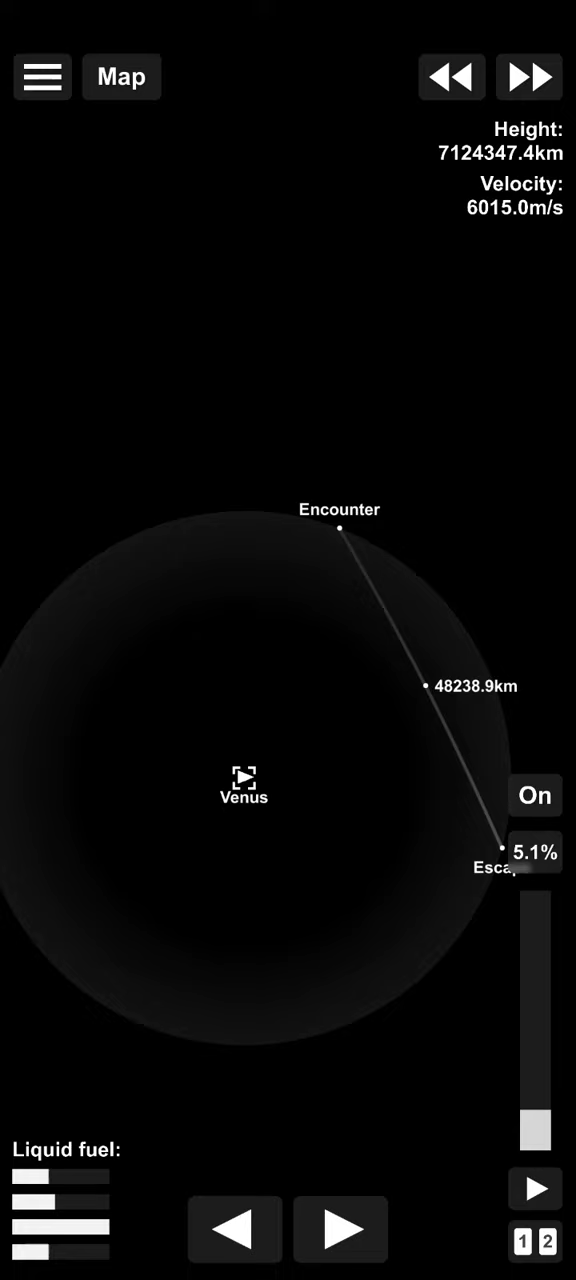 Map
Height:
7124347.4km
Velocity:
6015.0m/s
Encounter
48238.9km
Venus
On
5.1%
Liquid fuel:
1 2